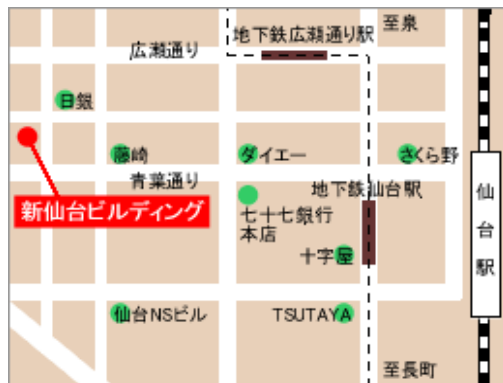 至泉
地下鉄広瀬通り駅
広瀬通り
日銀
藤崎
ダイエー
さくら野
青葉通り
地下鉄仙台駅
仙台駅
新仙台ビルディング
七十七銀行
本店
十字屋
仙台NSビル
TSUTAYA
至長町